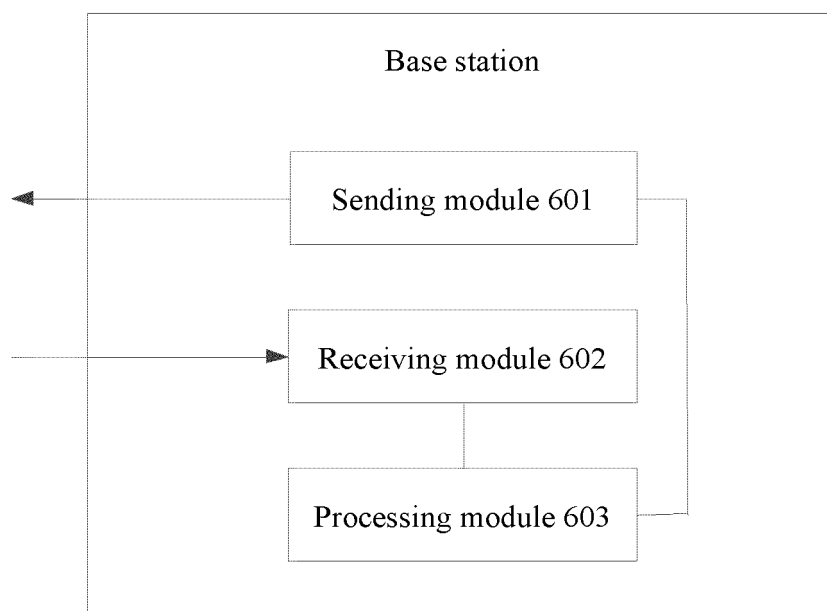 Base station
Sending module 601
Receiving module 602
Processing module 603